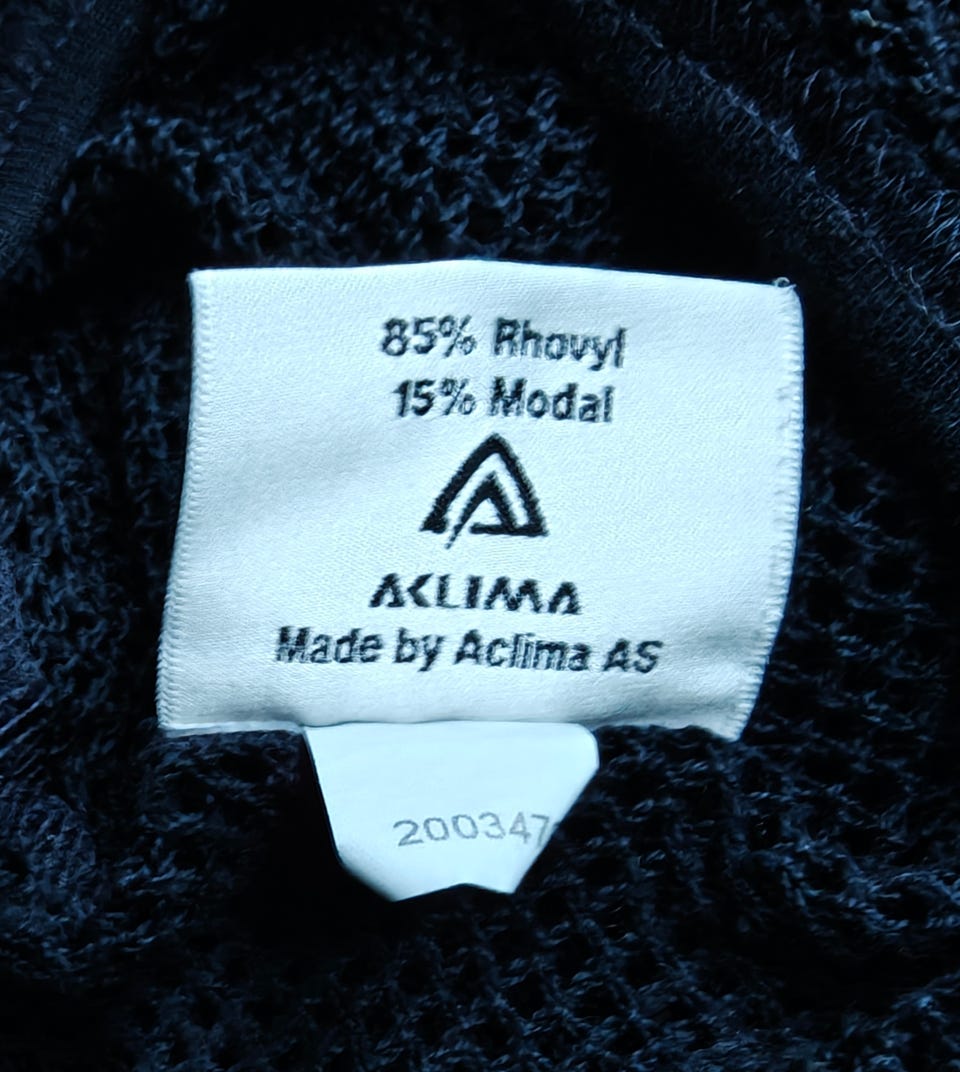 85% Rhovyl
15% Modal
ACLIMA
Made by Aclima AS
200347